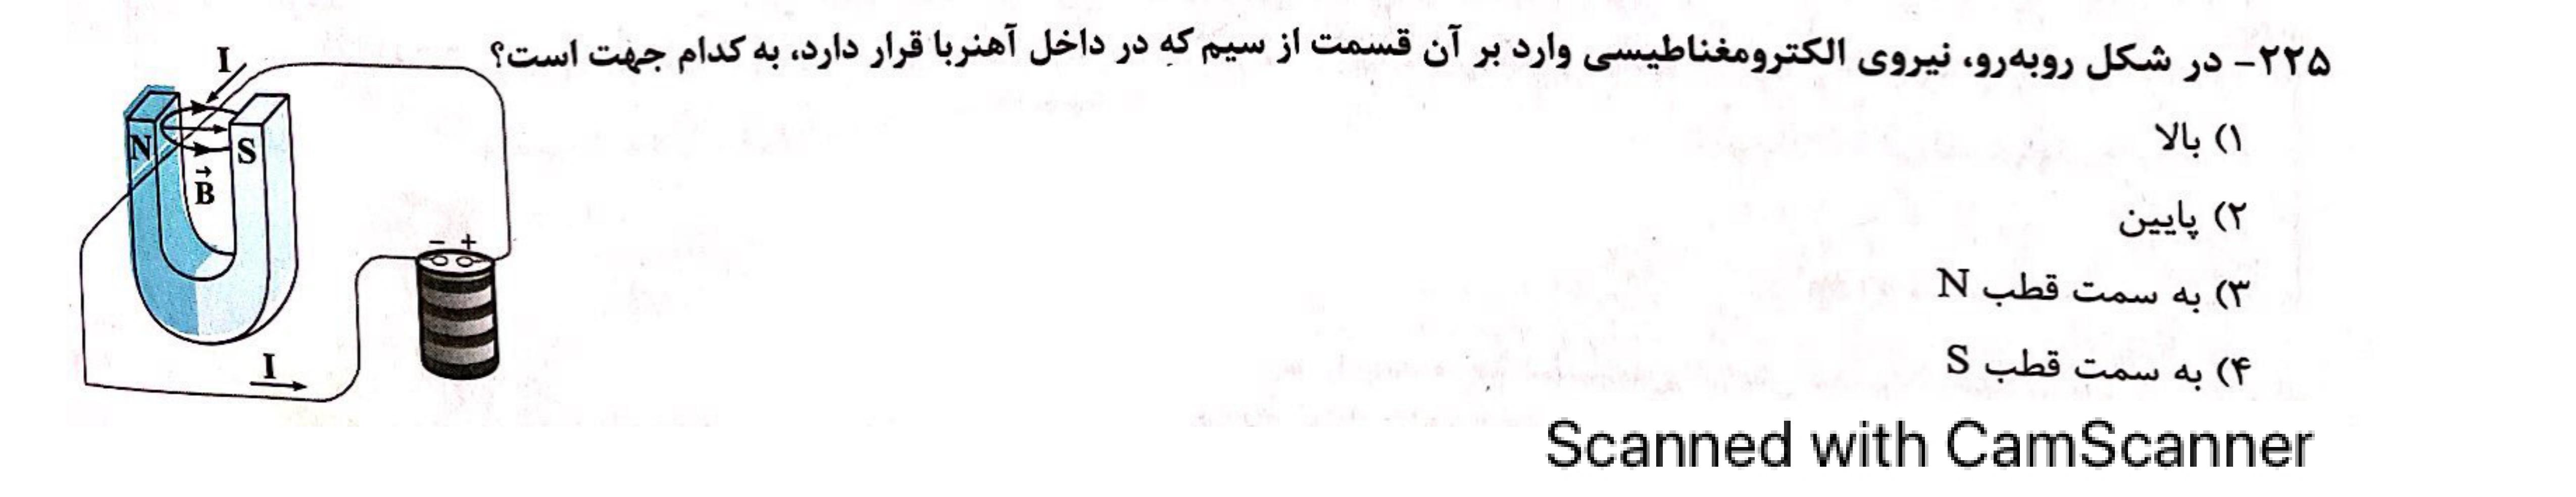 ۲۲۵- در شکل روبه‌رو، نیروی الکترومغناطیسی وارد بر آن قسمت از سیم که در داخل آهنربا قرار دارد، به کدام جهت است؟
۱) بالا
۲) پایین
۳) به سمت قطب N
۴) به سمت قطب S
I
N
S
B
- +
I
Scanned with CamScanner